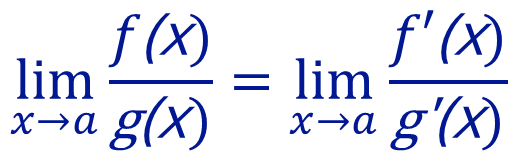 lim x→a f(x)/g(x) = lim x→a f′(x)/g′(x)